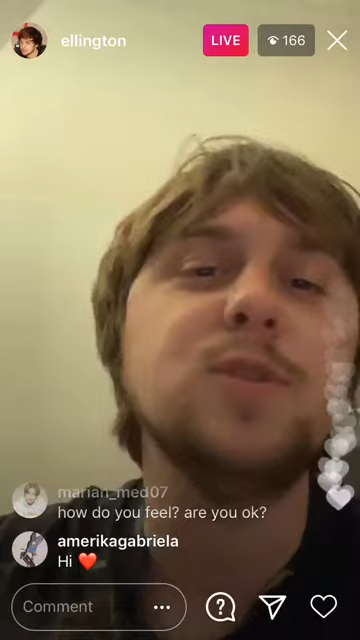 ellington
LIVE
166
marian_med07
how do you feel? are you ok?
amerikagabriela
Hi ❤️
Comment